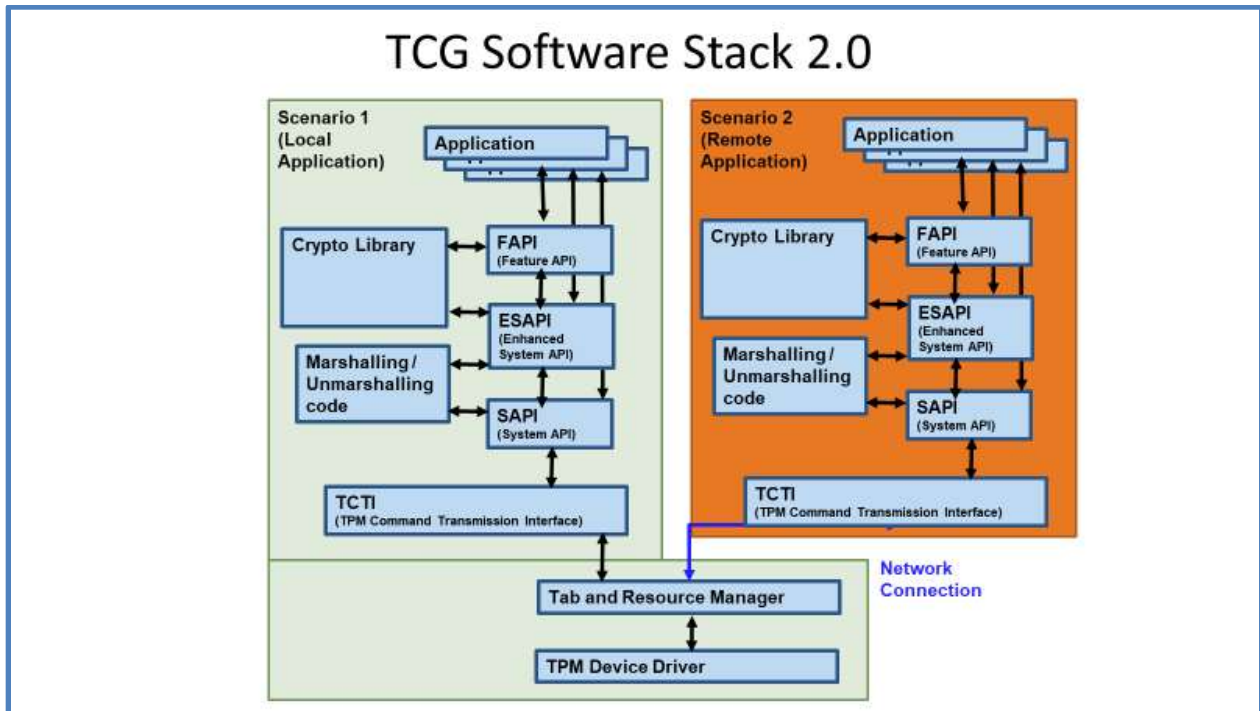 TCG Software Stack 2.0
Scenario 1
(Local
Application)
Application
Crypto Library
FAPI
(Feature API)
ESAPI
(Enhanced
System API)
Marshalling /
Unmarshalling
code
SAPI
(System API)
TCTI
(TPM Command Transmission Interface)
Scenario 2
(Remote
Application)
Application
Crypto Library
FAPI
(Feature API)
ESAPI
(Enhanced
System API)
Marshalling /
Unmarshalling
code
SAPI
(System API)
TCTI
(TPM Command Transmission Interface)
Network
Connection
Tab and Resource Manager
TPM Device Driver